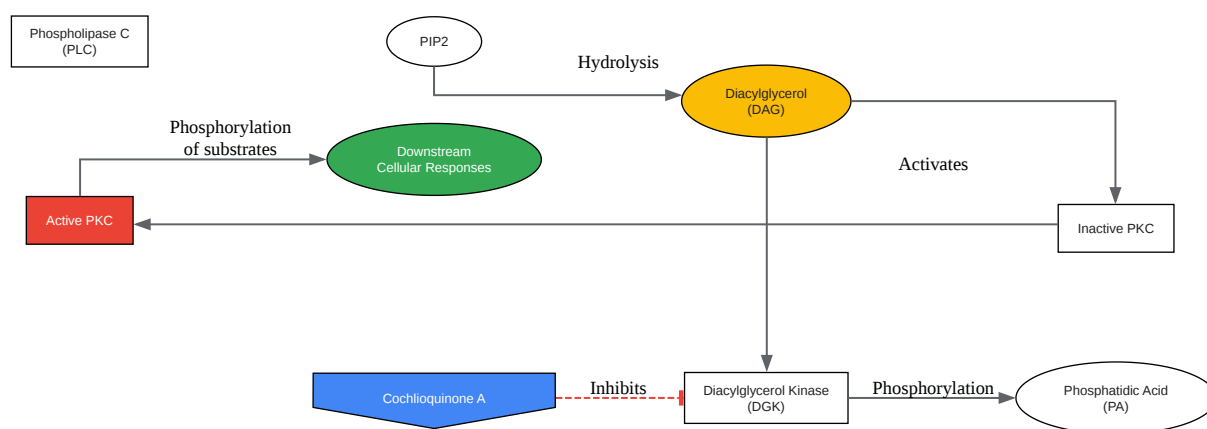 Phospholipase C
(PLC)
PIP2
Hydrolysis
Diacylglycerol
(DAG)
Phosphorylation
of substrates
Downstream
Cellular Responses
Activates
Active PKC
Inactive PKC
Cochlioquinone A
Inhibits
Diacylglycerol Kinase
(DGK)
Phosphorylation
Phosphatidic Acid
(PA)